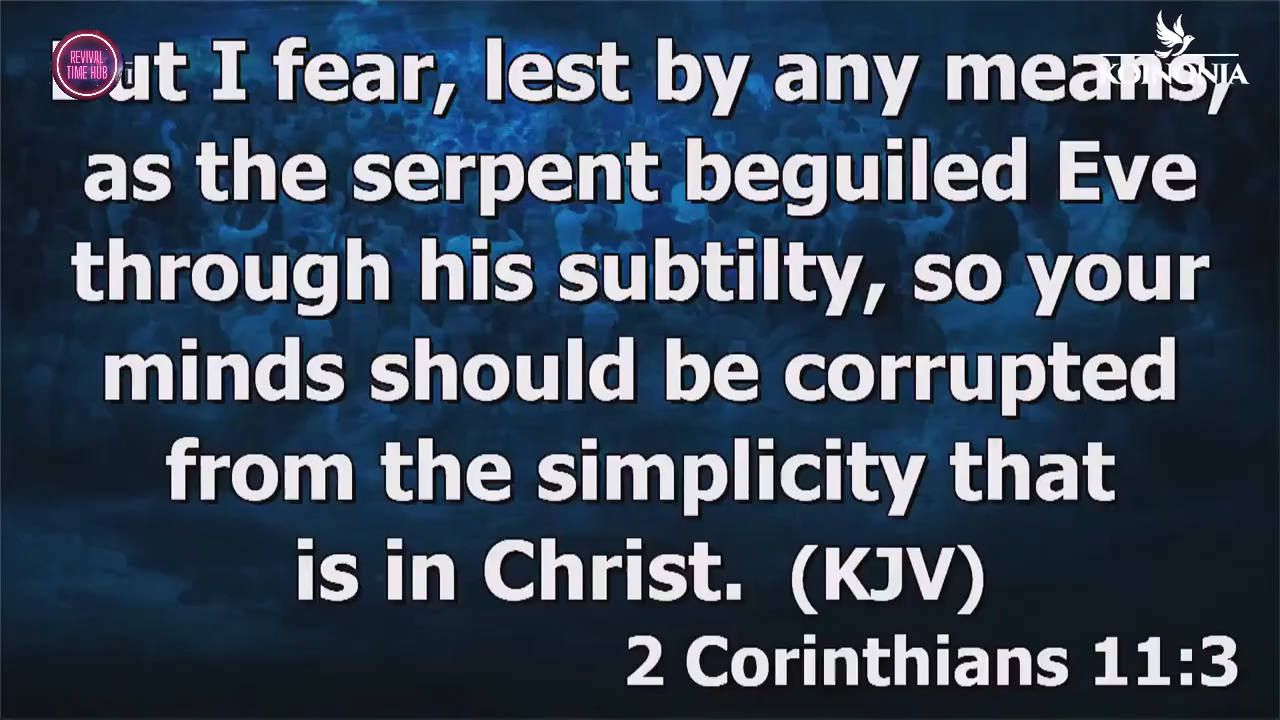 REVIVAL
TIME HUB
KOINONIA
But I fear, lest by any means,
as the serpent beguiled Eve
through his subtilty, so your
minds should be corrupted
from the simplicity that
is in Christ. (KJV)
2 Corinthians 11:3